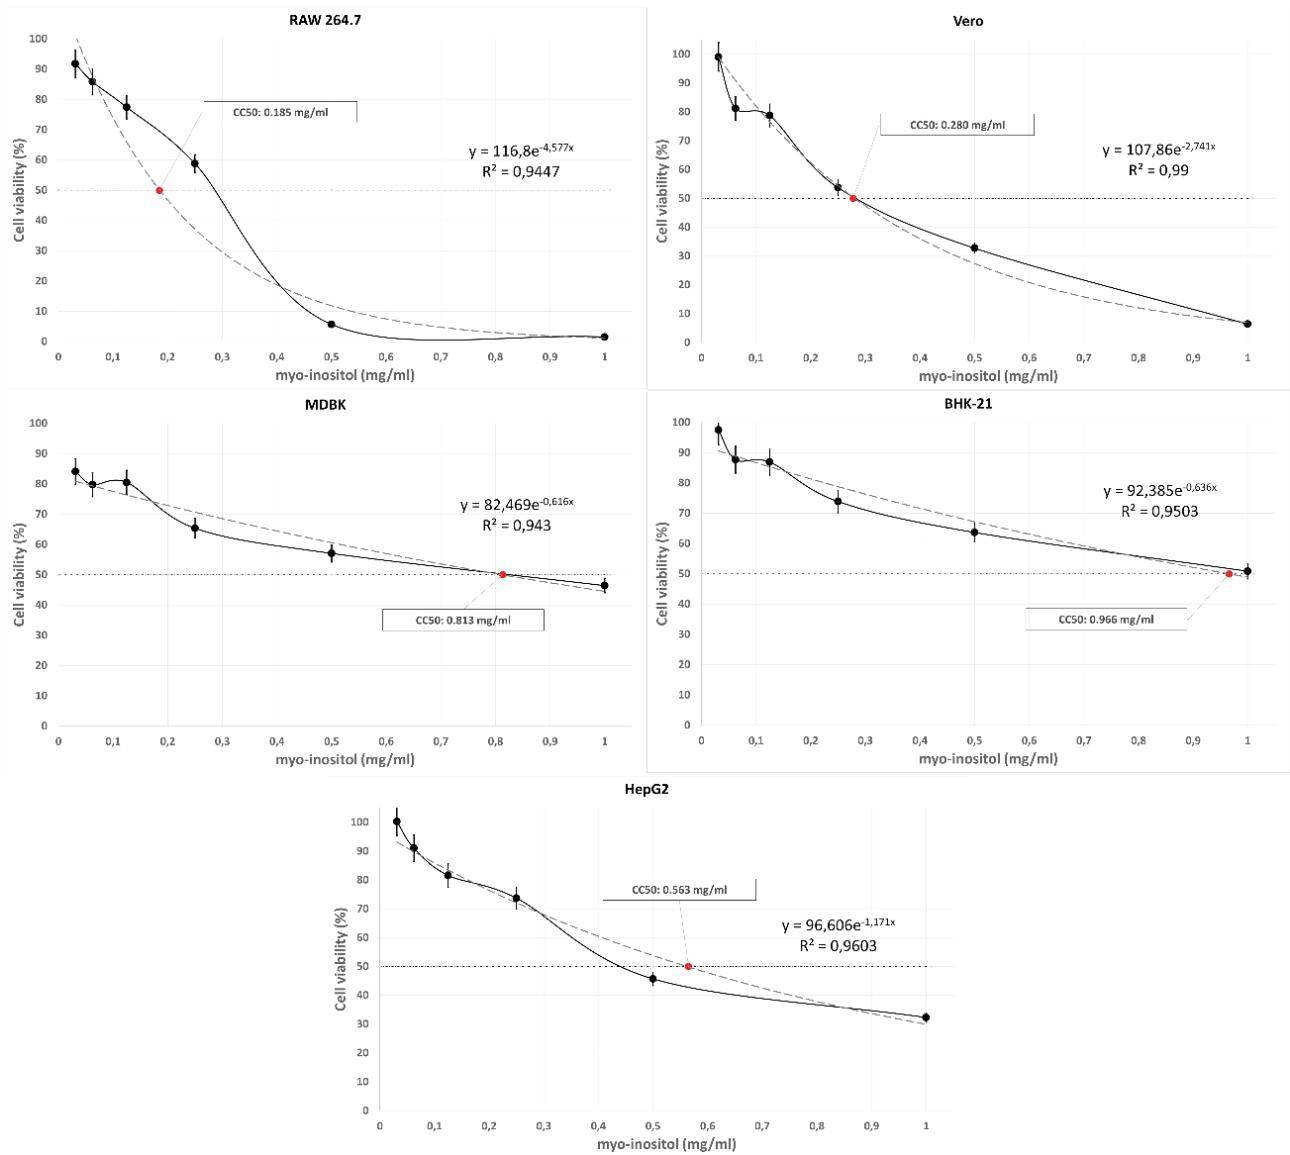 RAW 264.7
100
90
80
70
60
50
40
30
20
10
0
Cell viability (%)
CC50: 0.185 mg/ml
y = 116,8e^-4,577x
R² = 0,9447
0 0,1 0,2 0,3 0,4 0,5 0,6 0,7 0,8 0,9 1
myo-inositol (mg/ml)
Vero
100
90
80
70
60
50
40
30
20
10
0
Cell viability (%)
CC50: 0.280 mg/ml
y = 107,86e^-2,741x
R² = 0,99
0 0,1 0,2 0,3 0,4 0,5 0,6 0,7 0,8 0,9 1
myo-inositol (mg/ml)
MDBK
100
90
80
70
60
50
40
30
20
10
0
Cell viability (%)
y = 82,469e^-0,616x
R² = 0,943
CC50: 0.813 mg/ml
0 0,1 0,2 0,3 0,4 0,5 0,6 0,7 0,8 0,9 1
myo-inositol (mg/ml)
BHK-21
100
90
80
70
60
50
40
30
20
10
0
Cell viability (%)
y = 92,385e^-0,636x
R² = 0,9503
CC50: 0.966 mg/ml
0 0,1 0,2 0,3 0,4 0,5 0,6 0,7 0,8 0,9 1
myo-inositol (mg/ml)
HepG2
100
90
80
70
60
50
40
30
20
10
0
Cell viability (%)
CC50: 0.563 mg/ml
y = 96,606e^-1,171x
R² = 0,9603
0 0,1 0,2 0,3 0,4 0,5 0,6 0,7 0,8 0,9 1
myo-inositol (mg/ml)